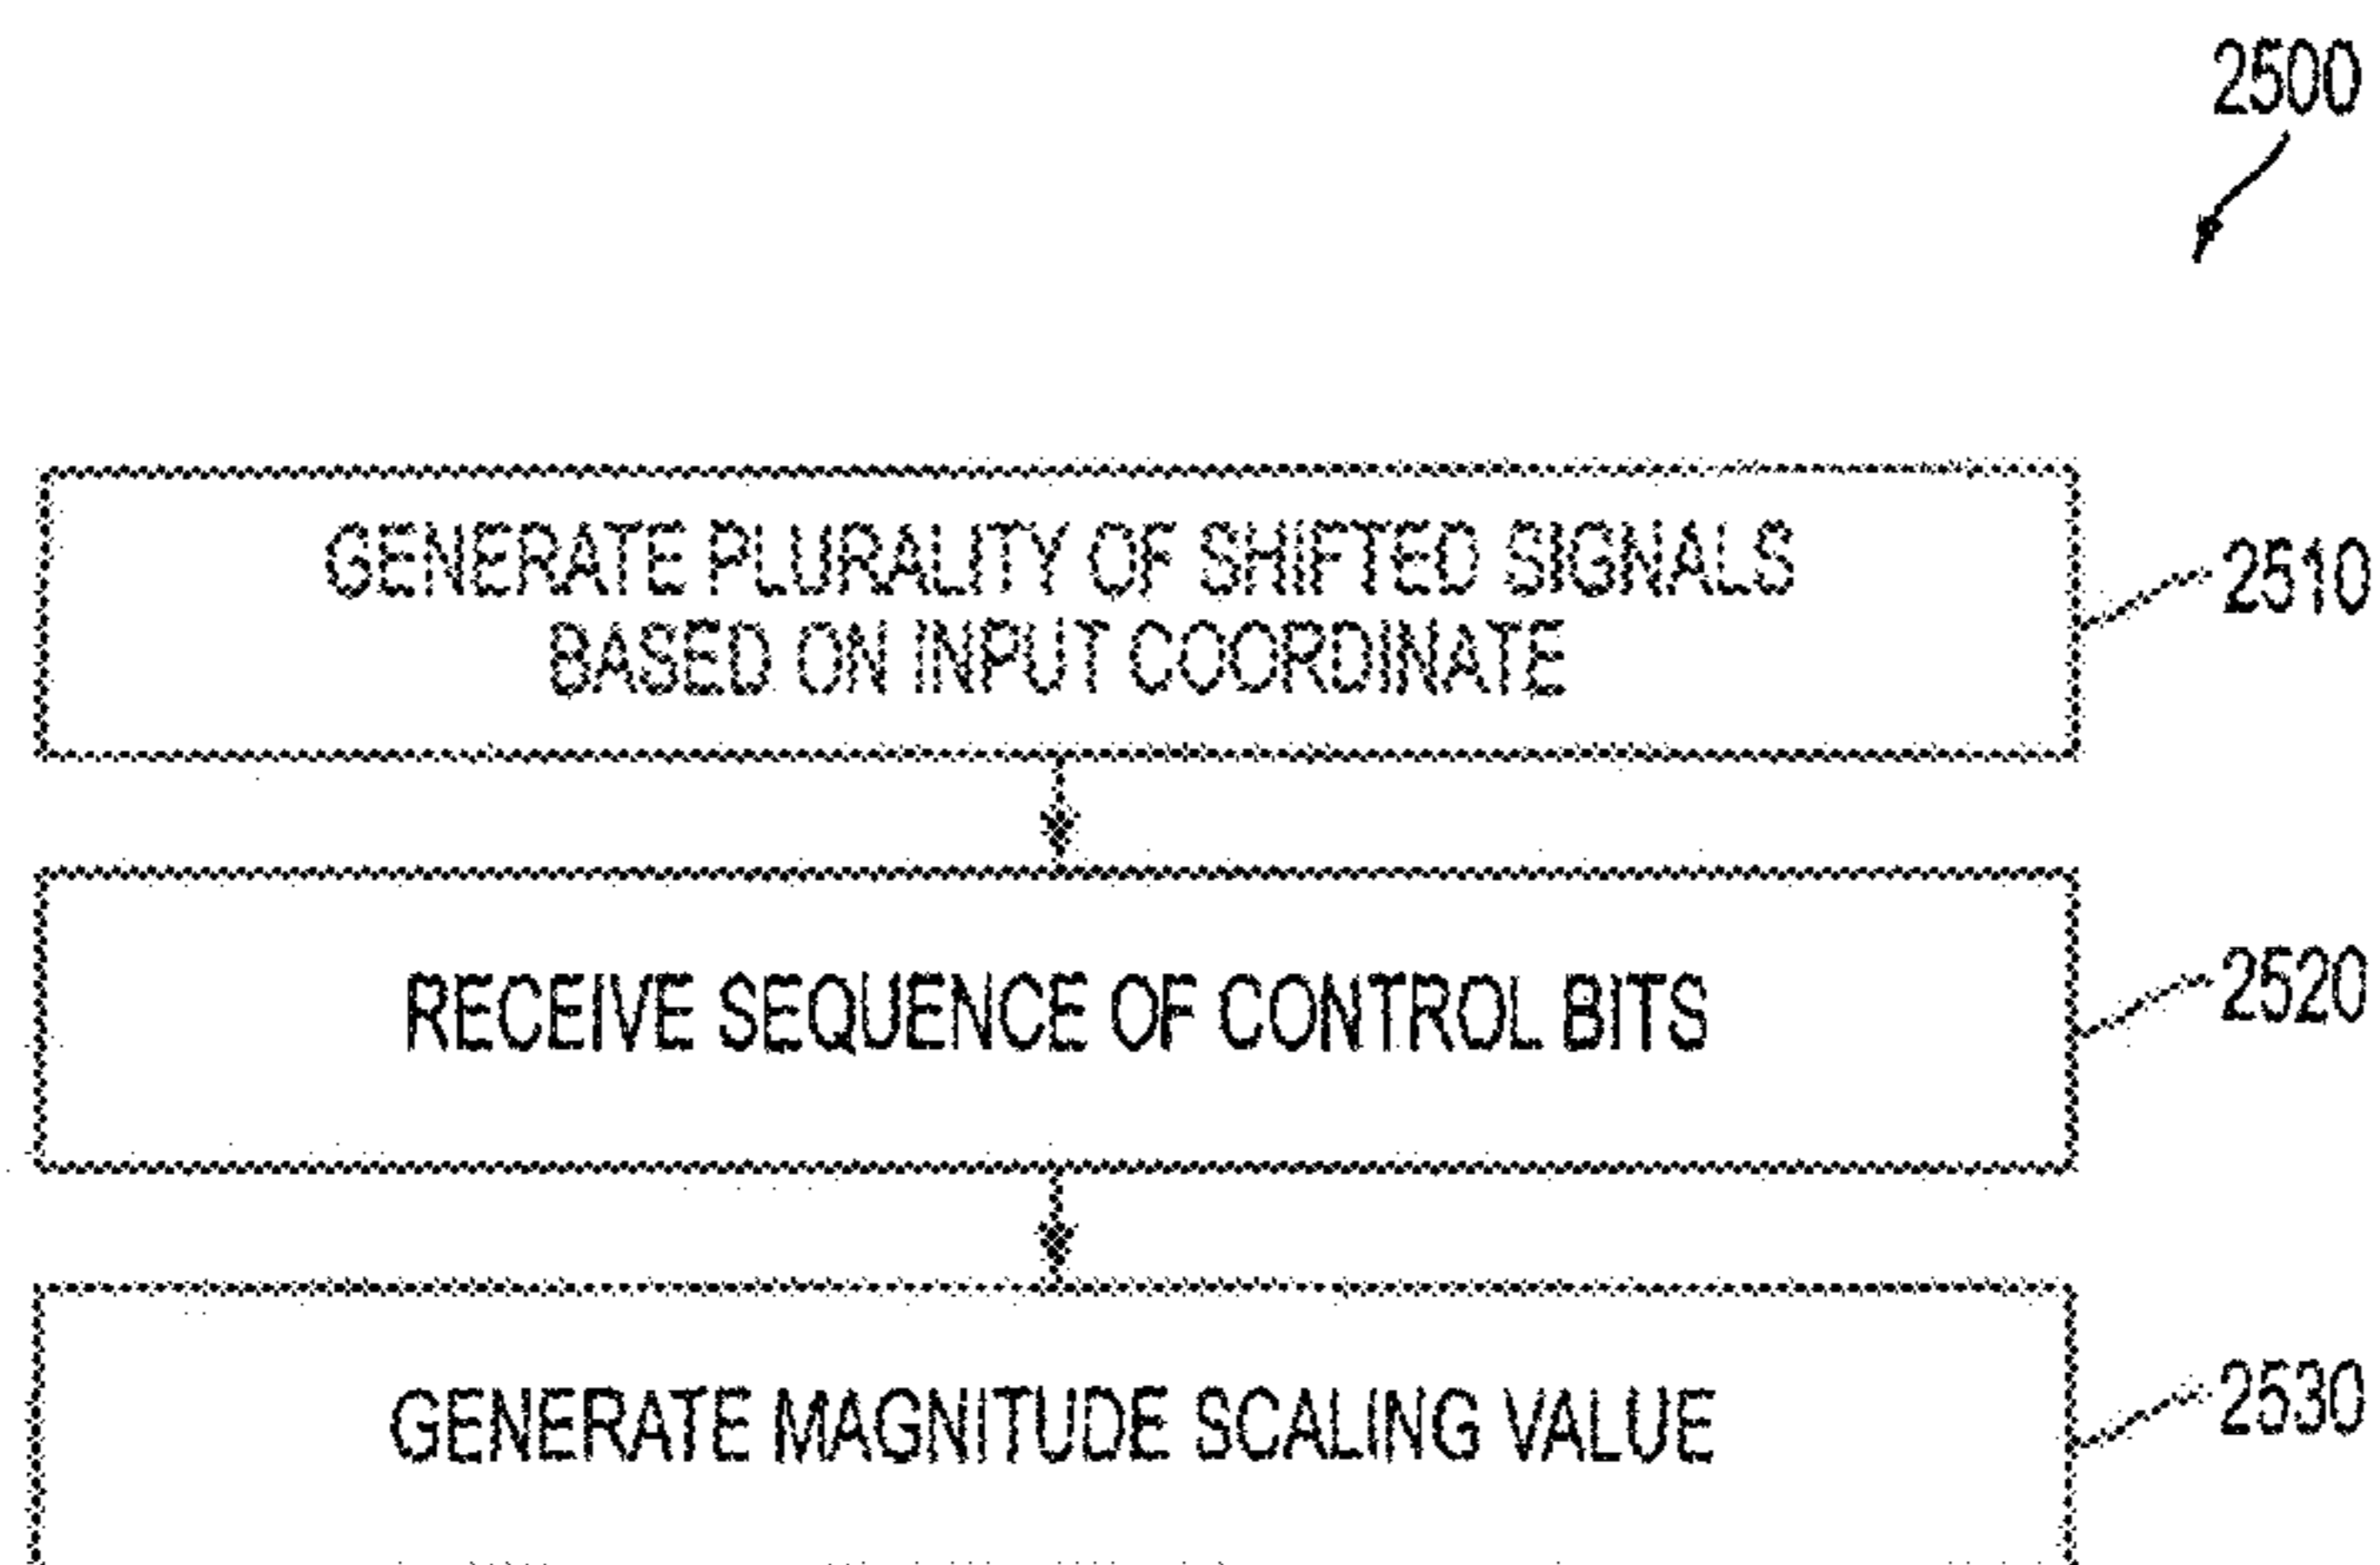 2500
GENERATE PLURALITY OF SHIFTED SIGNALS
BASED ON INPUT COORDINATE
2510
RECEIVE SEQUENCE OF CONTROL BITS
2520
GENERATE MAGNITUDE SCALING VALUE
2530